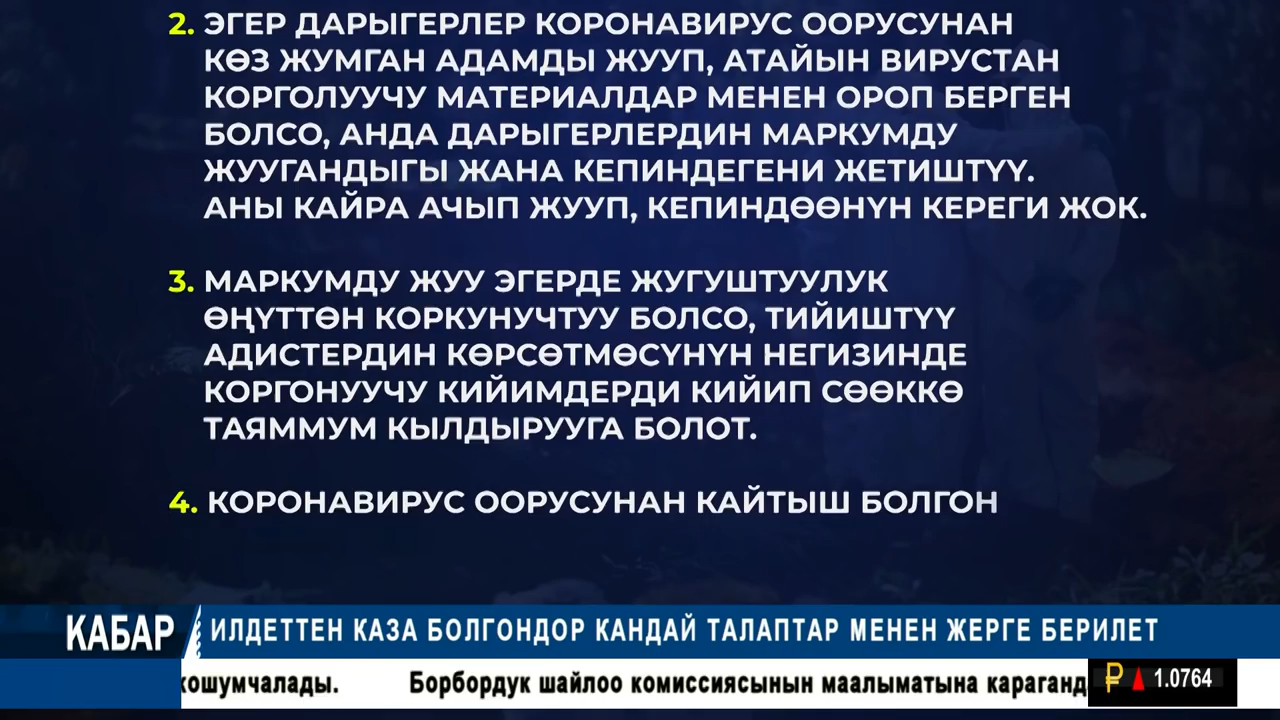 2. ЭГЕР ДАРЫГЕРЛЕР КОРОНАВИРУС ООРУСУНАН
КӨЗ ЖУМГАН АДАМДЫ ЖУУП, АТАЙЫН ВИРУСТАН
КОРГОЛУУЧУ МАТЕРИАЛДАР МЕНЕН ОРОП БЕРГЕН
БОЛСО, АНДА ДАРЫГЕРЛЕРДИН МАРКУМДУ
ЖУУГАНДЫГЫ ЖАНА КЕПИНДЕГЕНИ ЖЕТИШТҮҮ.
АНЫ КАЙРА АЧЫП ЖУУП, КЕПИНДӨӨНҮН КЕРЕГИ ЖОК.
3. МАРКУМДУ ЖУУ ЭГЕРДЕ ЖУГУШТУУЛУК
ӨҢҮТТӨН КОРКУНУЧТУУ БОЛСО, ТИЙИШТҮҮ
АДИСТЕРДИН КӨРСӨТМӨСҮНҮН НЕГИЗИНДЕ
КОРГОНУУЧУ КИЙИМДЕРДИ КИЙИП СӨӨККӨ
ТАЯММУМ КЫЛДЫРУУГА БОЛОТ.
4. КОРОНАВИРУС ООРУСУНАН КАЙТЫШ БОЛГОН
КАБАР ИЛДЕТТЕН КАЗА БОЛГОНДОР КАНДАЙ ТАЛАПТАР МЕНЕН ЖЕРГЕ БЕРИЛЕТ
кошумчалады. Борбордук шайлоо комиссиясынын маалыматына караганд ₽ ▲ 1.0764